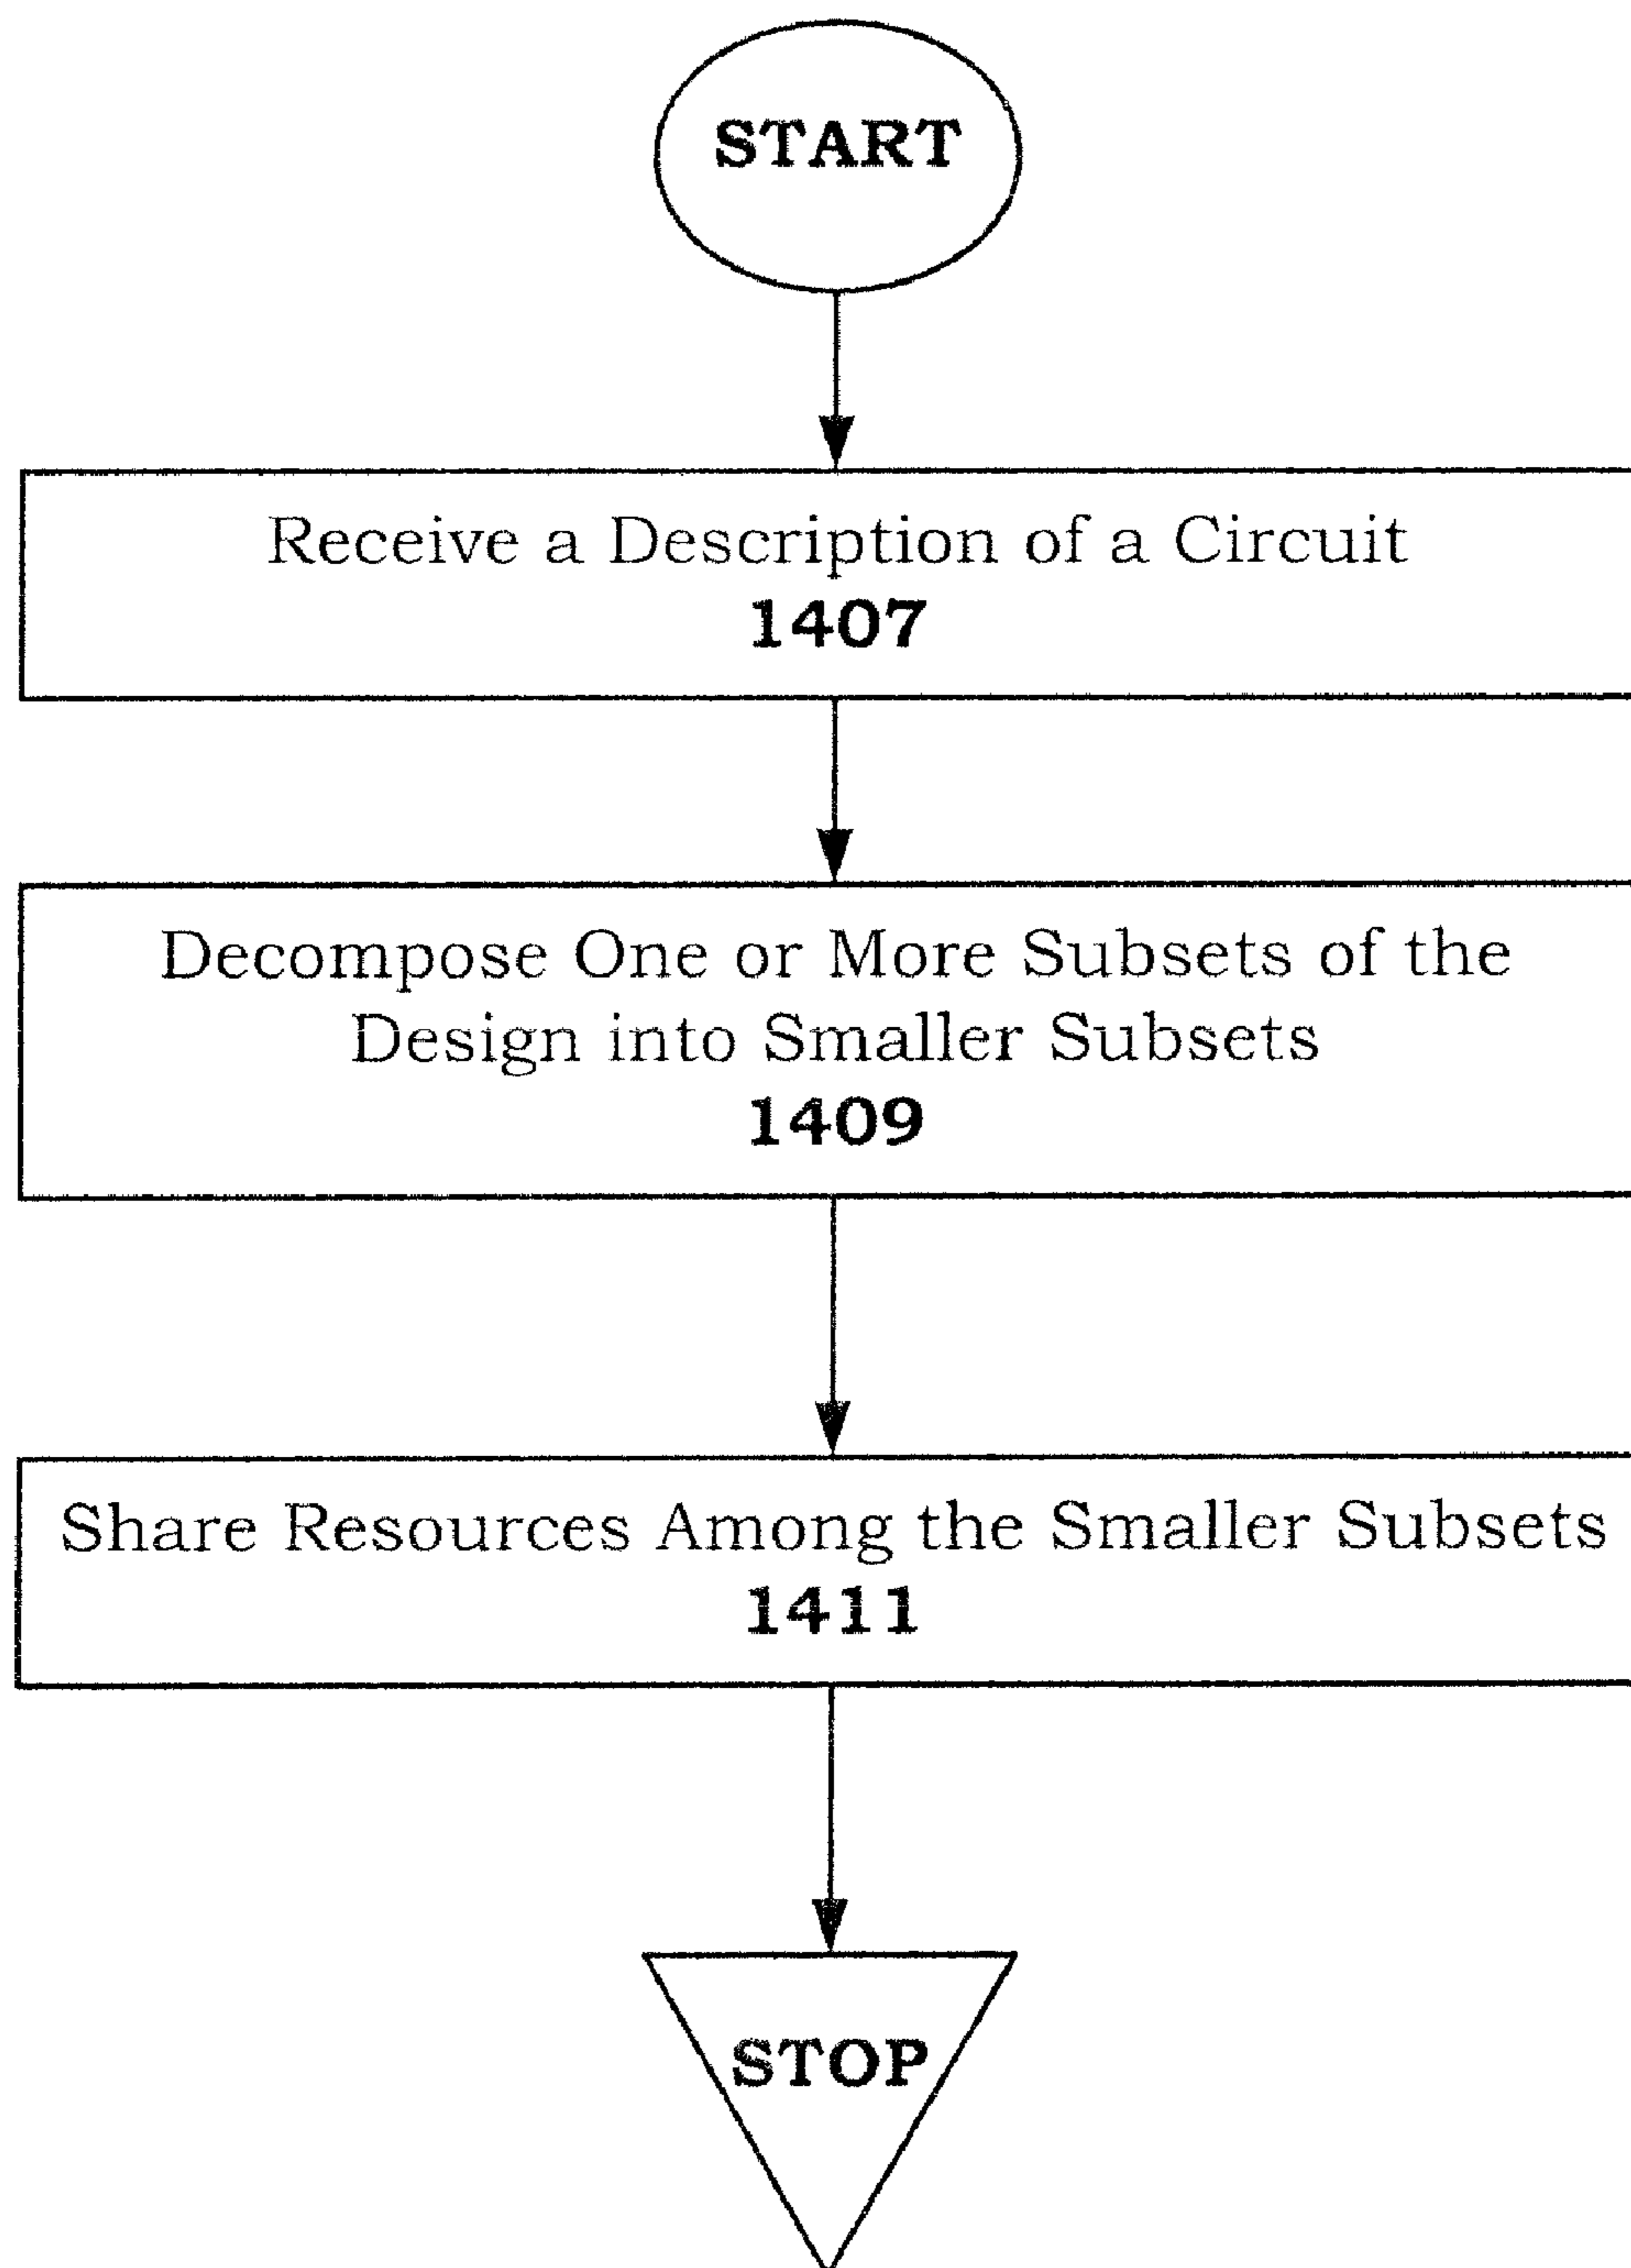 START
Receive a Description of a Circuit
1407
Decompose One or More Subsets of the
Design into Smaller Subsets
1409
Share Resources Among the Smaller Subsets
1411
STOP